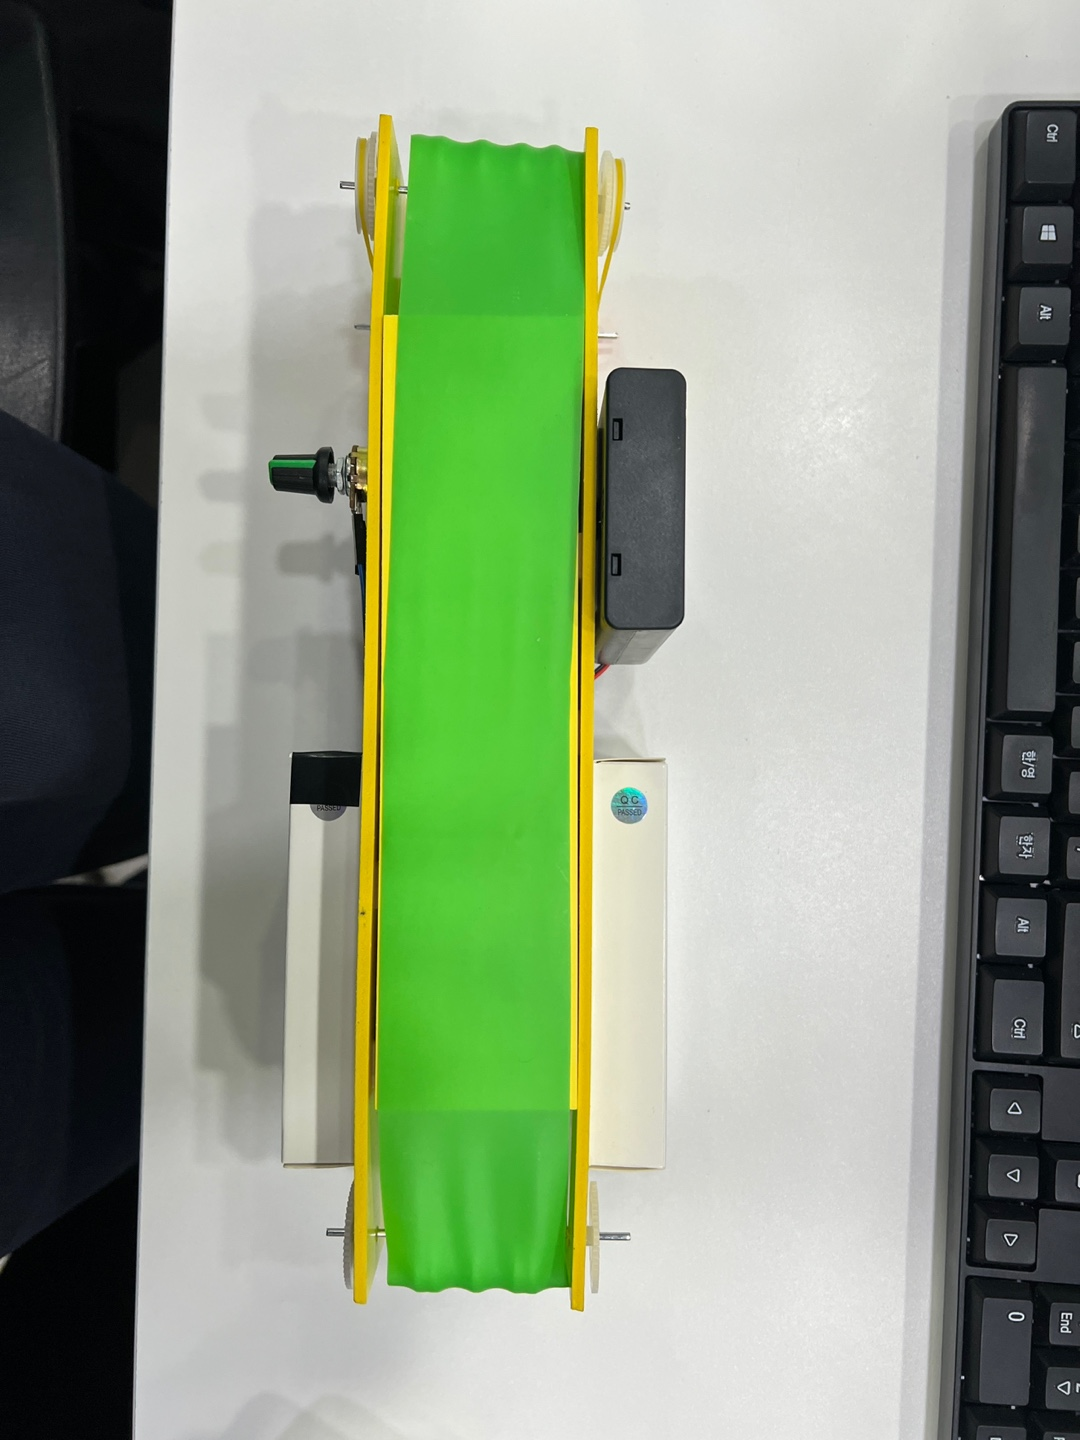 Ctrl
Alt
한/영
한자
Alt
Ctrl
0
End
PASSED
QC
PASSED